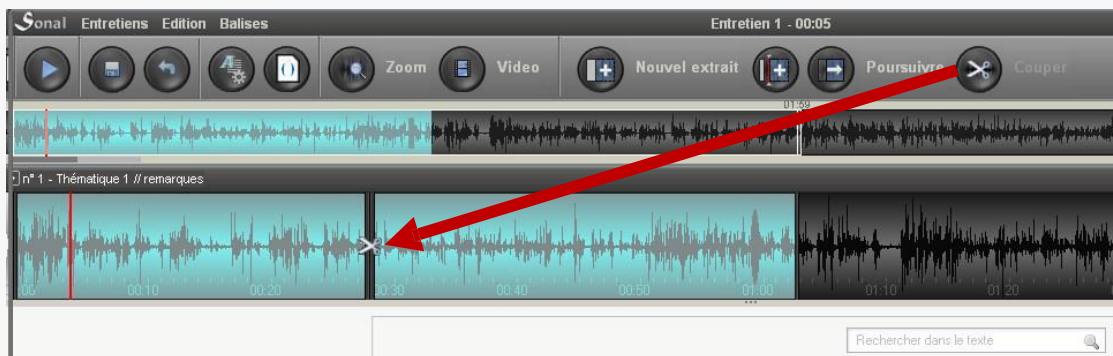 Sonal Entretiens Edition Balises Entretien 1 - 00:05
Zoom Video Nouvel extrait Poursuivre Couper
01:59
n° 1 - Thématique 1 // remarques
00' 00:10 00:20 00:30 00:40 00:50 01:00 01:10 01:20
Rechercher dans le texte